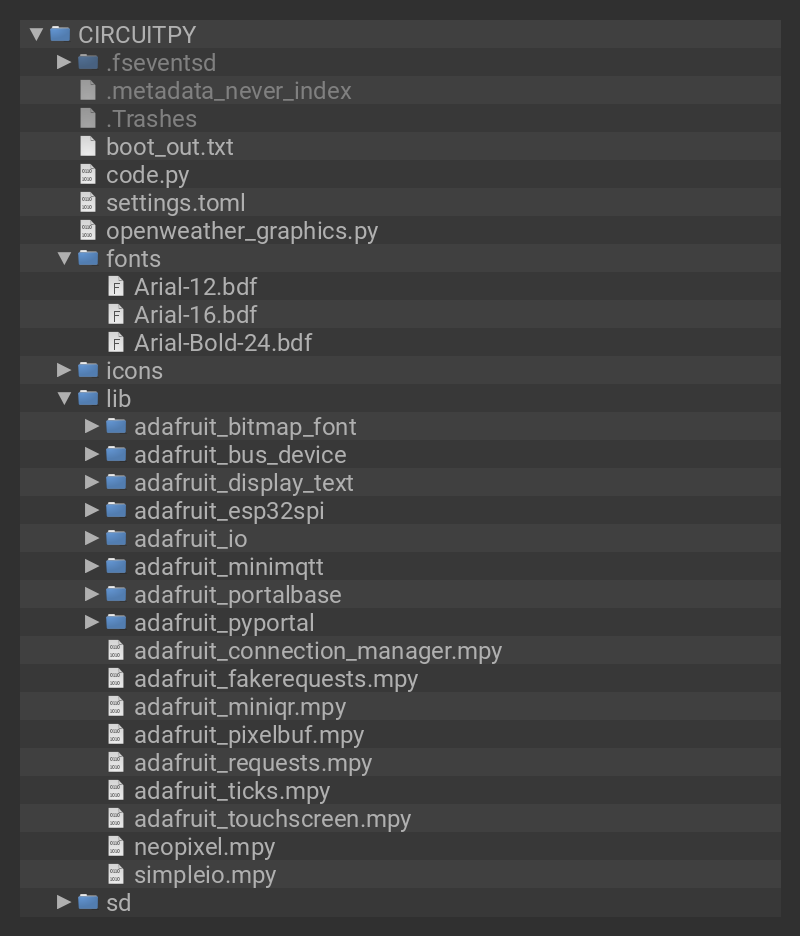 CIRCUITPY
.fseventsd
.metadata_never_index
.Trashes
boot_out.txt
code.py
settings.toml
openweather_graphics.py
fonts
Arial-12.bdf
Arial-16.bdf
Arial-Bold-24.bdf
icons
lib
adafruit_bitmap_font
adafruit_bus_device
adafruit_display_text
adafruit_esp32spi
adafruit_io
adafruit_minimqtt
adafruit_portalbase
adafruit_pyportal
adafruit_connection_manager.mpy
adafruit_fakerequests.mpy
adafruit_miniqr.mpy
adafruit_pixelbuf.mpy
adafruit_requests.mpy
adafruit_ticks.mpy
adafruit_touchscreen.mpy
neopixel.mpy
simpleio.mpy
sd